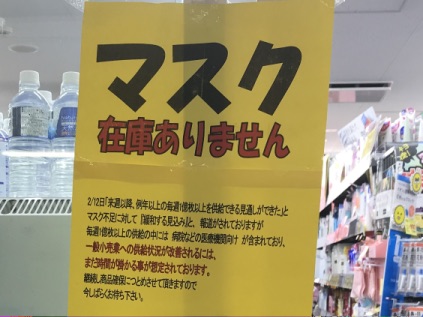 マスク
在庫ありません
2/12日「来週以降、例年以上の毎週1億枚以上を供給できる見通しができた」と
マスク不足に対して「緩和する見込み」と、報道がされておりますが
毎週1億枚以上の供給の中には 病院などの医療機関向け が含まれており、
一般小売業への供給状況が改善されるには、
まだ時間が掛かる事が想定されております。
継続し商品確保につとめさせて頂きますので
今しばらくお待ち下さい。